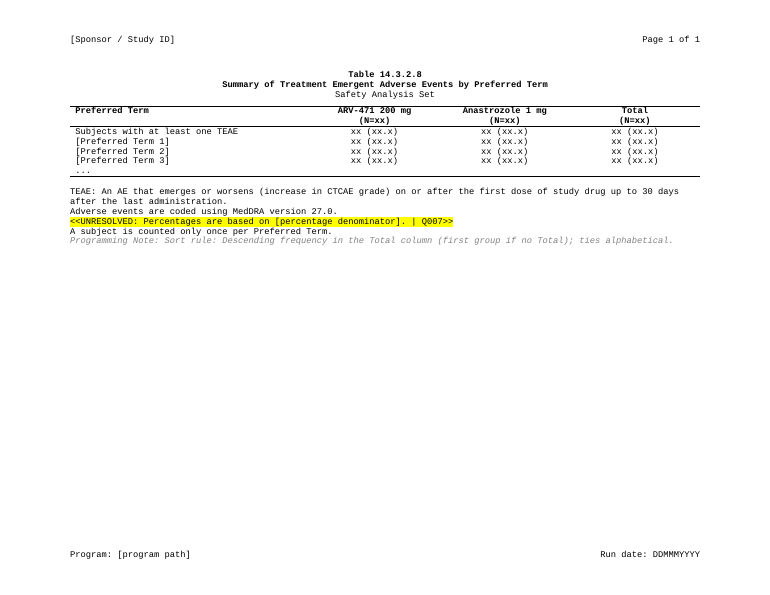 [Sponsor / Study ID] Page 1 of 1
Table 14.3.2.8
Summary of Treatment Emergent Adverse Events by Preferred Term
Safety Analysis Set
Preferred Term ARV-471 200 mg Anastrozole 1 mg Total
(N=xx) (N=xx) (N=xx)
Subjects with at least one TEAE xx (xx.x) xx (xx.x) xx (xx.x)
[Preferred Term 1] xx (xx.x) xx (xx.x) xx (xx.x)
[Preferred Term 2] xx (xx.x) xx (xx.x) xx (xx.x)
[Preferred Term 3] xx (xx.x) xx (xx.x) xx (xx.x)
...
TEAE: An AE that emerges or worsens (increase in CTCAE grade) on or after the first dose of study drug up to 30 days
after the last administration.
Adverse events are coded using MedDRA version 27.0.
<<UNRESOLVED: Percentages are based on [percentage denominator]. | Q007>>
A subject is counted only once per Preferred Term.
Programming Note: Sort rule: Descending frequency in the Total column (first group if no Total); ties alphabetical.
Program: [program path] Run date: DDMMMYYYY